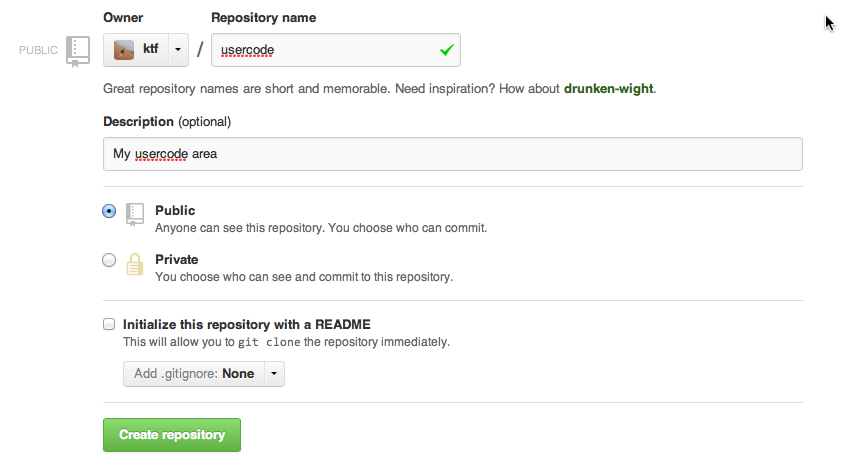 Owner Repository name
PUBLIC ktf / usercode
Great repository names are short and memorable. Need inspiration? How about drunken-wight.
Description (optional)
My usercode area
Public
Anyone can see this repository. You choose who can commit.
Private
You choose who can see and commit to this repository.
Initialize this repository with a README
This will allow you to git clone the repository immediately.
Add .gitignore: None
Create repository